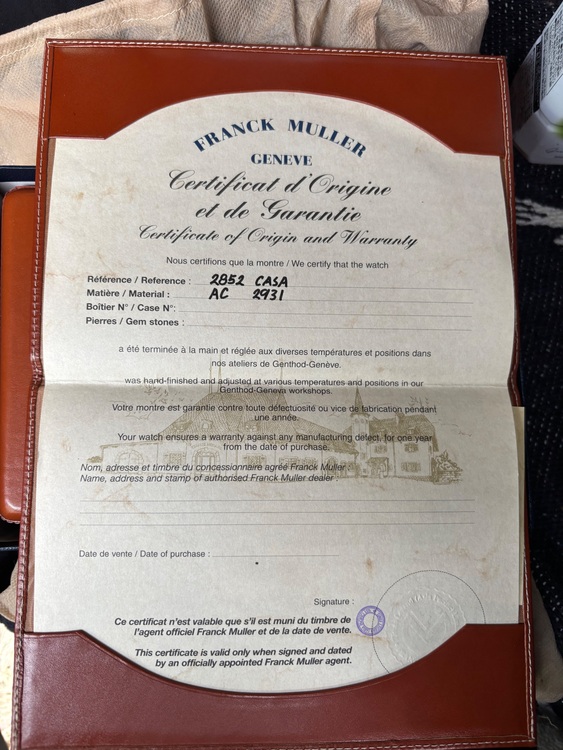 FRANCK MULLER
GENEVE
Certificat d'Origine
et de Garantie
Certificate of Origin and Warranty
Nous certifions que la montre / We certify that the watch
Référence / Reference : 2852 CASA
Matière / Material : AC 2931
Boîtier N° / Case N°:
Pierres / Gem stones :
a été terminée à la main et réglée aux diverses températures et positions dans
nos ateliers de Genthod-Genève.
was hand-finished and adjusted at various temperatures and positions in our
Genthod-Geneva workshops.
Votre montre est garantie contre toute défectuosité ou vice de fabrication pendant
une année.
Your watch ensures a warranty against any manufacturing defect, for one year
from the date of purchase.
Nom, adresse et timbre du concessionnaire agréé Franck Muller
Name, address and stamp of authorised Franck Muller dealer
Date de vente / Date of purchase :
Signature :
Ce certificat n'est valable que s'il est muni du timbre de
l'agent officiel Franck Muller et de la date de vente.
This certificate is valid only when signed and dated
by an officially appointed Franck Muller agent.